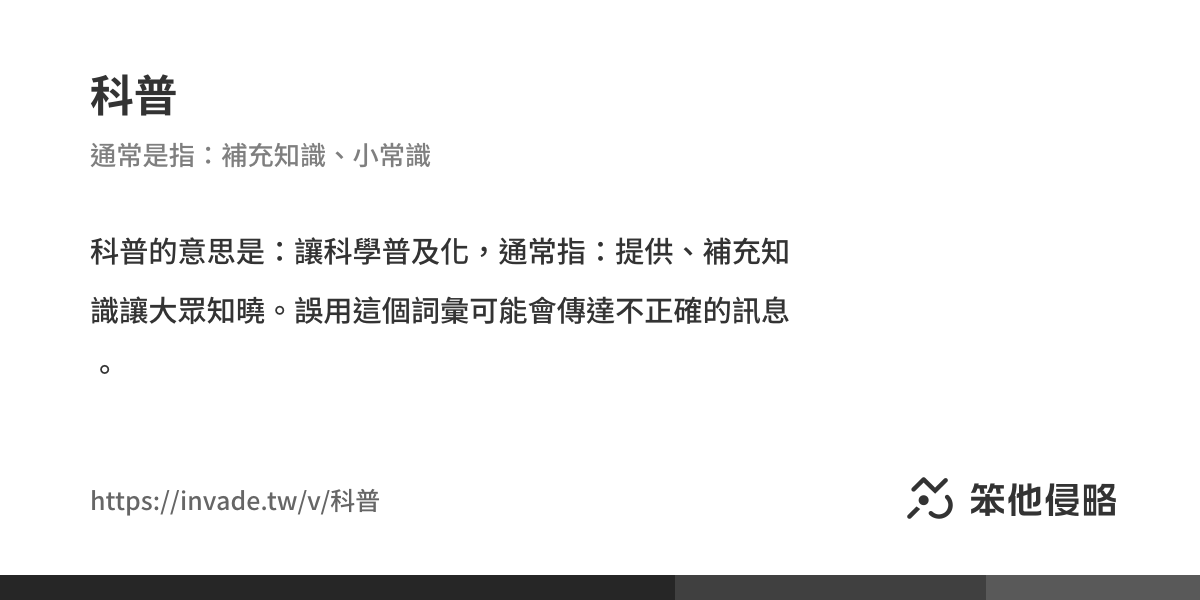 科普
通常是指：補充知識、小常識
科普的意思是：讓科學普及化，通常指：提供、補充知
識讓大眾知曉。誤用這個詞彙可能會傳達不正確的訊息
。
https://invade.tw/v/科普
笨他侵略